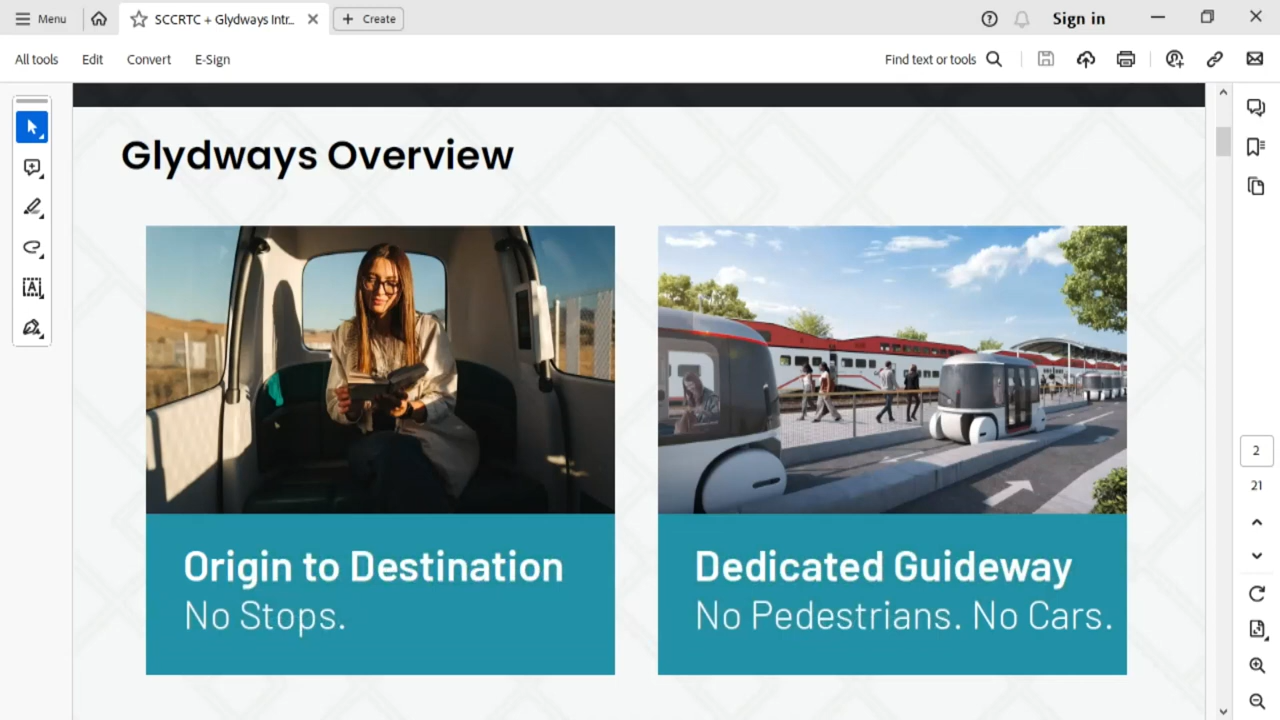 Menu
SCCRTC + Glydways Intr...
Create
Sign in
All tools
Edit
Convert
E-Sign
Find text or tools
Glydways Overview
Origin to Destination
No Stops.
Dedicated Guideway
No Pedestrians. No Cars.
2
21